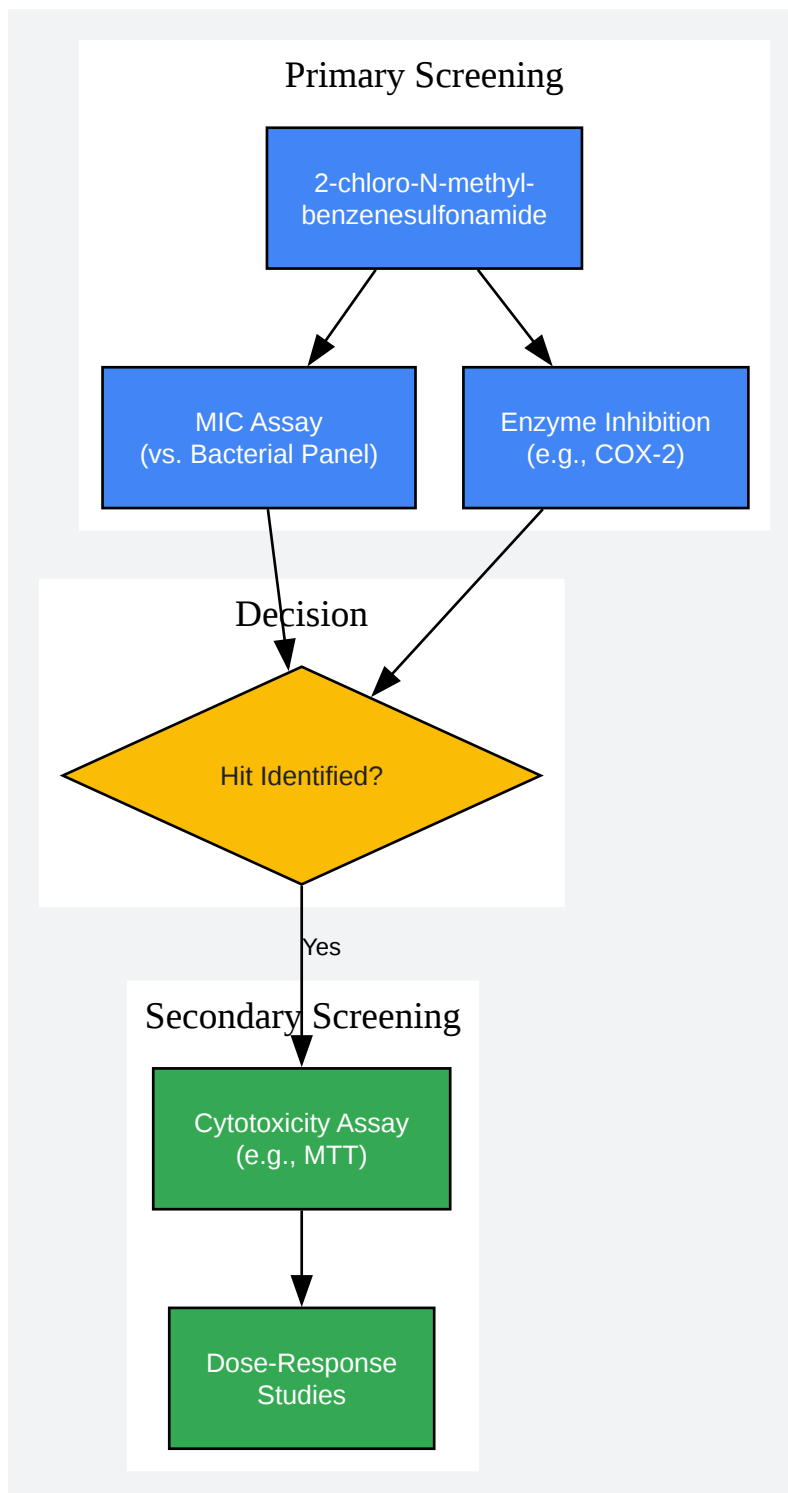 Primary Screening
2-chloro-N-methyl-
benzenesulfonamide
MIC Assay
(vs. Bacterial Panel)
Enzyme Inhibition
(e.g., COX-2)
Decision
Hit Identified?
Yes
Secondary Screening
Cytotoxicity Assay
(e.g., MTT)
Dose-Response
Studies